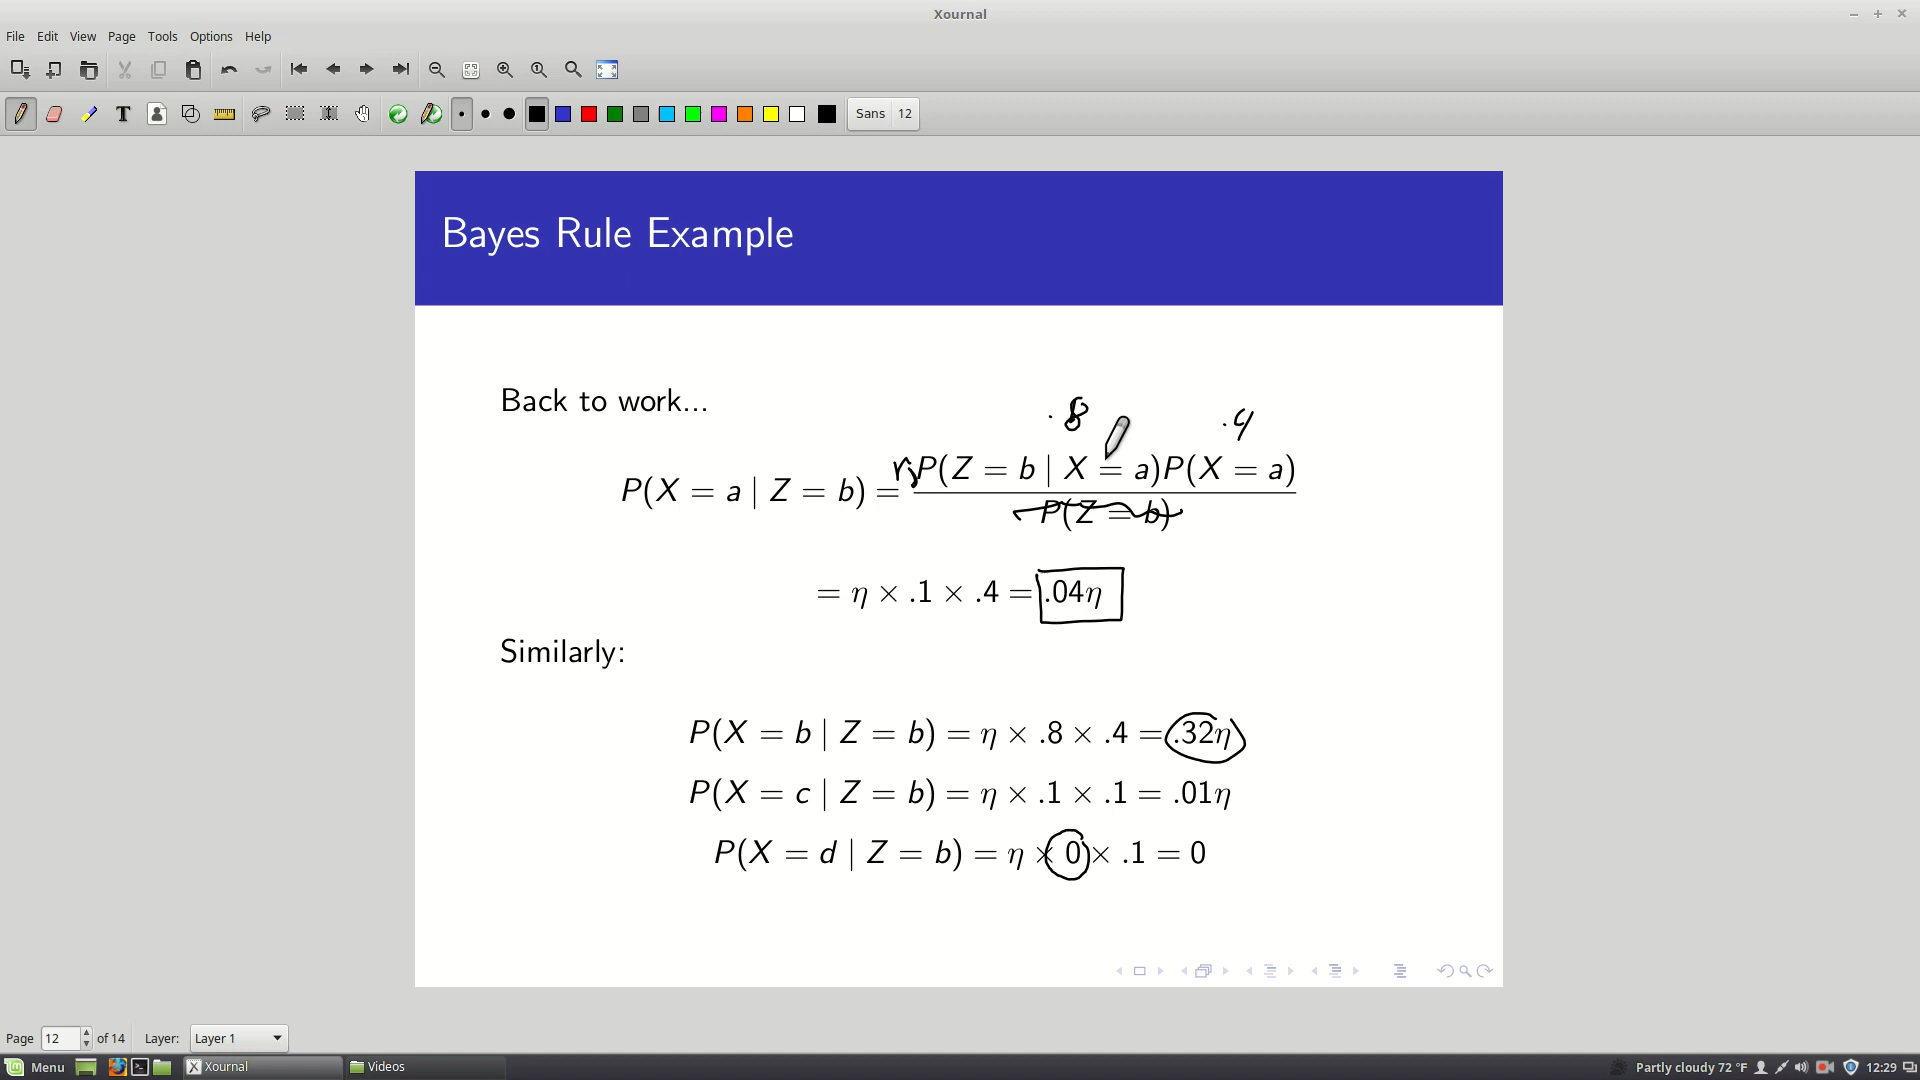 Xournal
File Edit View Page Tools Options Help
T Sans 12
Bayes Rule Example
Back to work...
.8 .4
P(X = a | Z = b) = η P(Z = b | X = a)P(X = a)
P(Z = b)
= η × .1 × .4 = .04η
Similarly:
P(X = b | Z = b) = η × .8 × .4 = .32η
P(X = c | Z = b) = η × .1 × .1 = .01η
P(X = d | Z = b) = η × 0 × .1 = 0
Page 12 of 14 Layer: Layer 1
Menu Xournal Videos Partly cloudy 72 °F 12:29